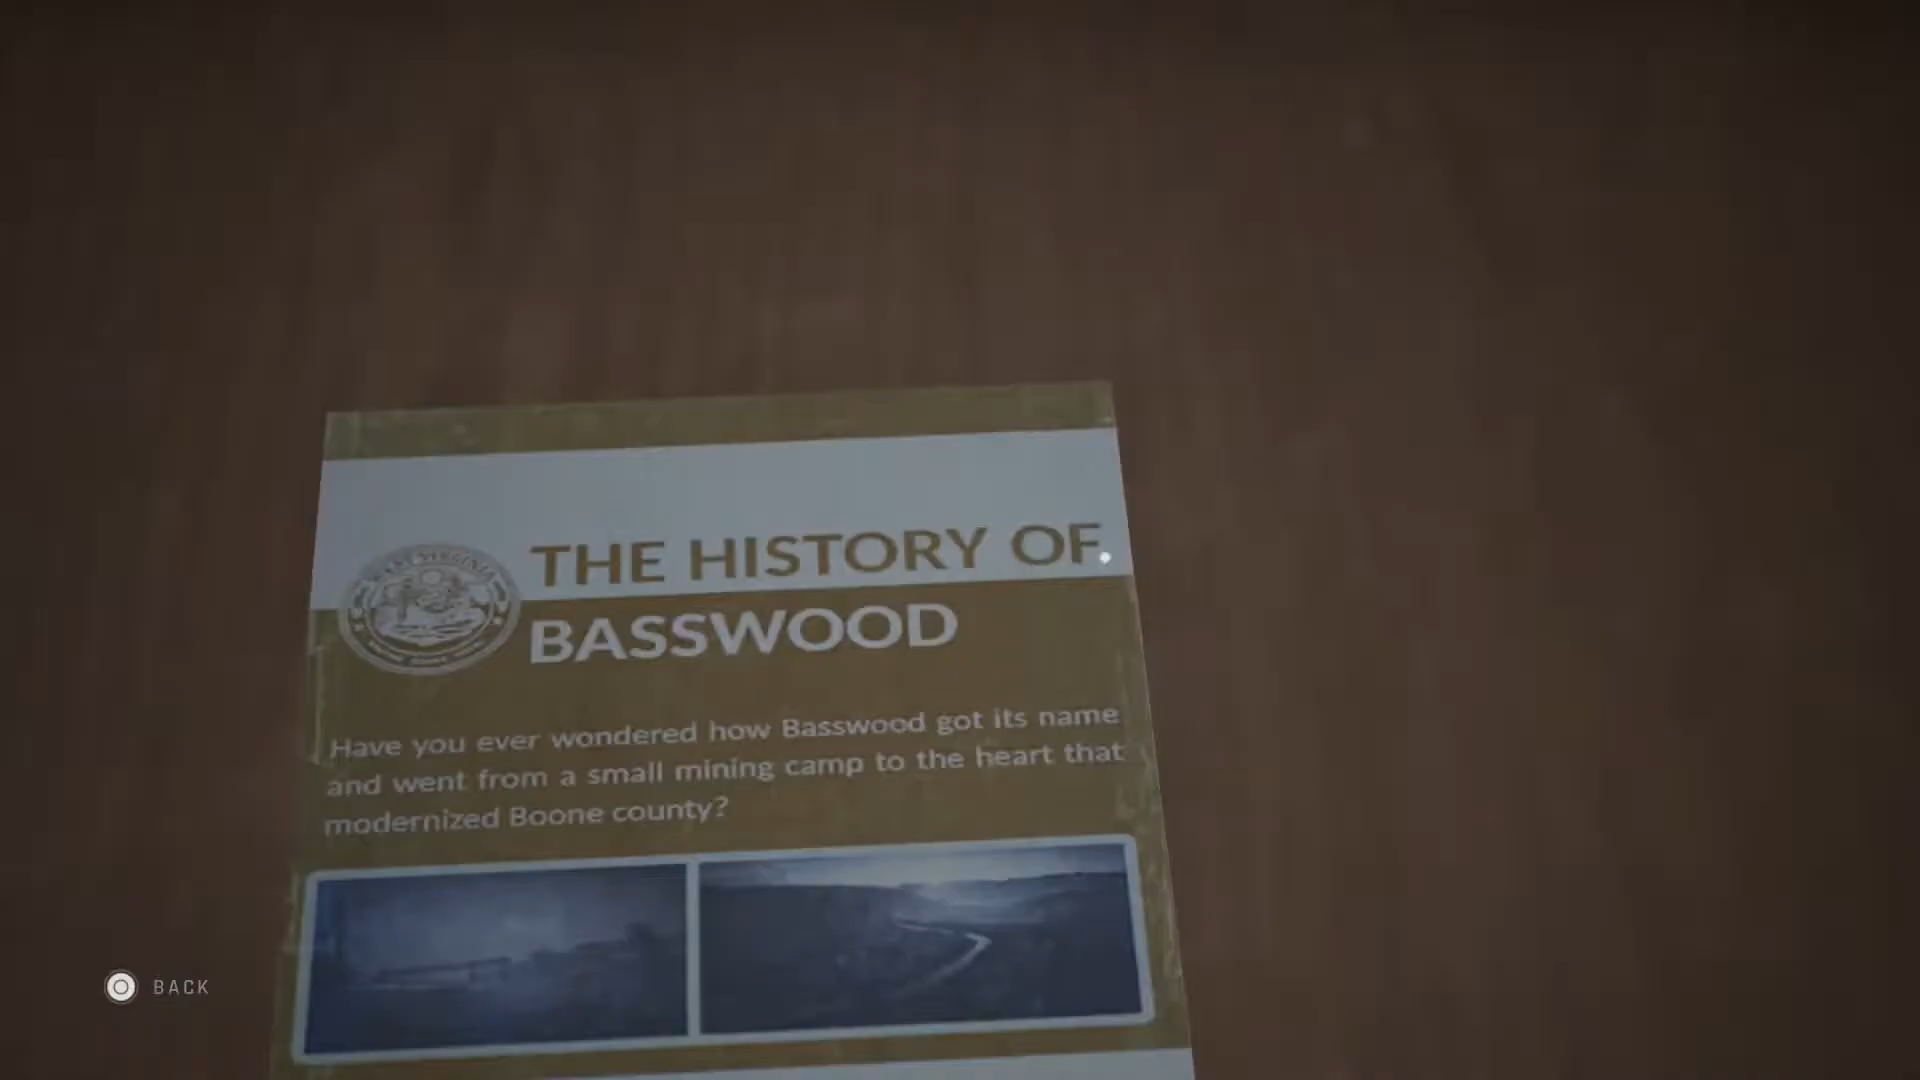 THE HISTORY OF
BASSWOOD
Have you ever wondered how Basswood got its name
and went from a small mining camp to the heart that
modernized Boone county?
BACK